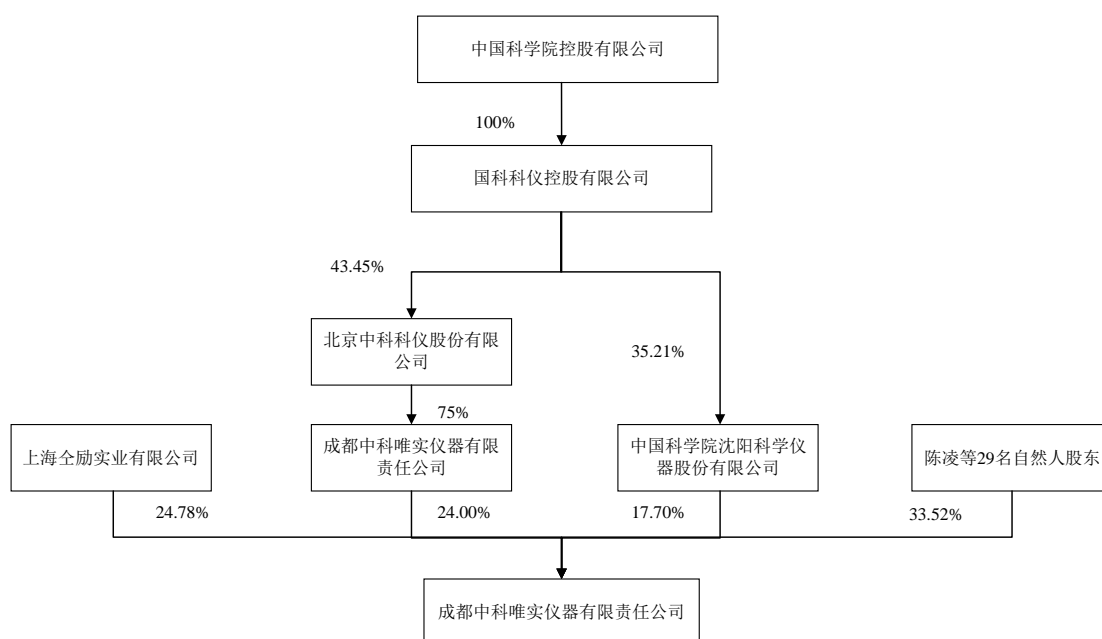 中国科学院控股有限公司
100%
国科科仪控股有限公司
43.45%
北京中科科仪股份有限
公司
35.21%
75%
上海仝励实业有限公司
成都中科唯实仪器有限
责任公司
中国科学院沈阳科学仪
器股份有限公司
陈凌等29名自然人股东
24.78%
24.00%
17.70%
33.52%
成都中科唯实仪器有限责任公司